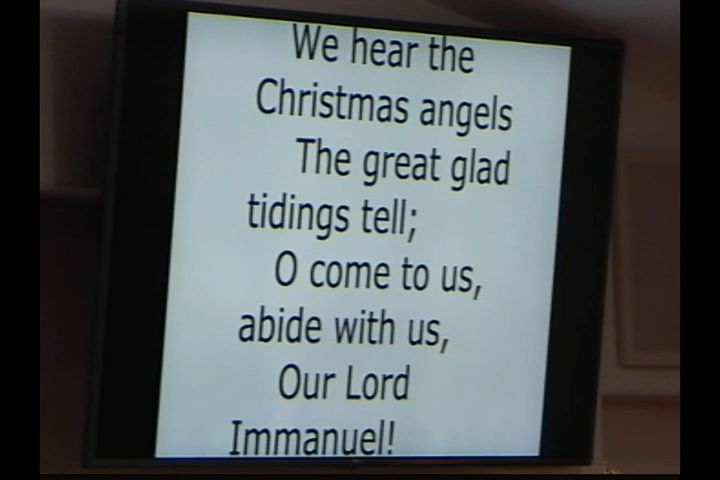 We hear the
Christmas angels
The great glad
tidings tell;
O come to us,
abide with us,
Our Lord
Immanuel!